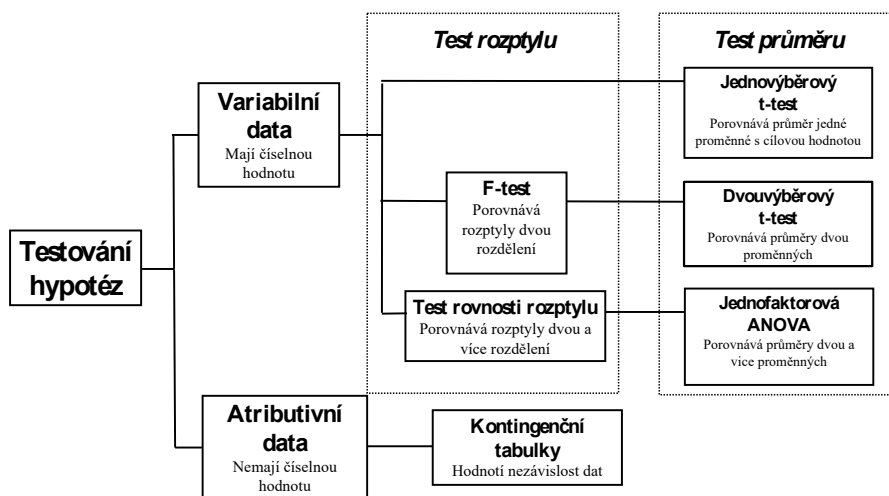 Test rozptylu
Test průměru
Variabilní
data
Mají číselnou
hodnotu
Jednovýběrový
t-test
Porovnává průměr jedné
proměnné s cílovou hodnotou
F-test
Porovnává
rozptyly dvou
rozdělení
Dvouvýběrový
t-test
Porovnává průměry dvou
proměnných
Testování
hypotéz
Test rovnosti rozptylu
Porovnává rozptyly dvou a
více rozdělení
Jednofaktorová
ANOVA
Porovnává průměry dvou a
vice proměnných
Atributivní
data
Nemají číselnou
hodnotu
Kontingenční
tabulky
Hodnotí nezávislost dat